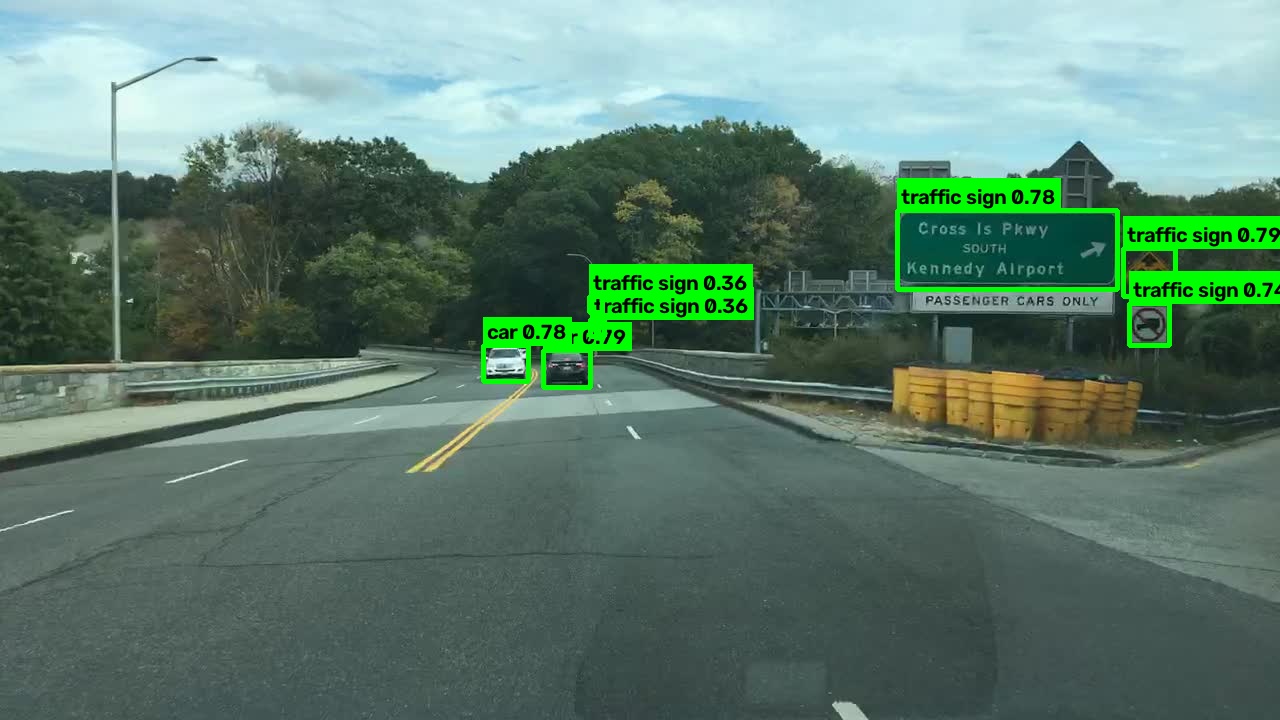 traffic sign 0.78
Cross Is Pkwy
SOUTH
Kennedy Airport
PASSENGER CARS ONLY
traffic sign 0.79
traffic sign 0.74
traffic sign 0.36
traffic sign 0.36
car 0.78
r 0.79